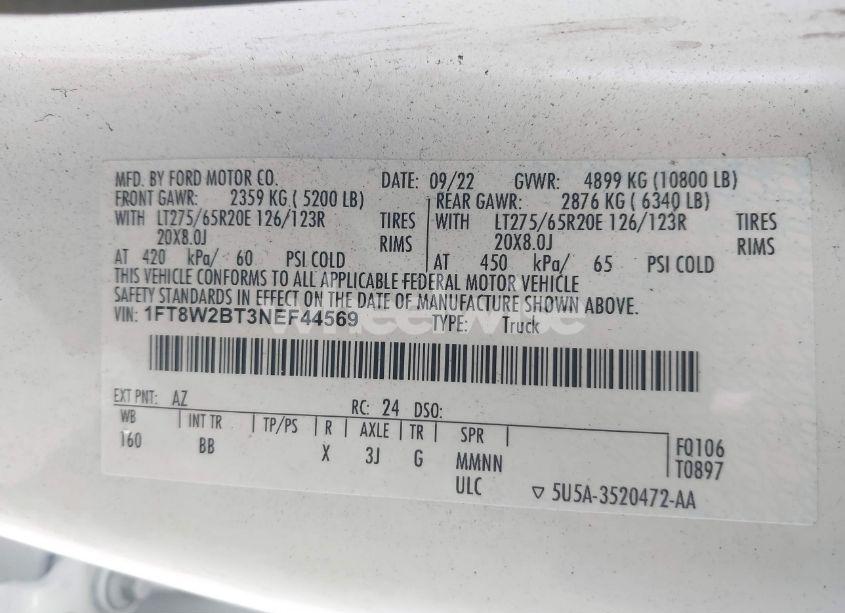 MFD. BY FORD MOTOR CO. DATE: 09/22 GVWR: 4899 KG (10800 LB)
FRONT GAWR: 2359 KG ( 5200 LB) REAR GAWR: 2876 KG ( 6340 LB)
WITH LT275/65R20E 126/123R TIRES WITH LT275/65R20E 126/123R TIRES
20X8.0J RIMS 20X8.0J RIMS
AT 420 kPa/ 60 PSI COLD AT 450 kPa/ 65 PSI COLD
THIS VEHICLE CONFORMS TO ALL APPLICABLE FEDERAL MOTOR VEHICLE
SAFETY STANDARDS IN EFFECT ON THE DATE OF MANUFACTURE SHOWN ABOVE.
VIN: 1FT8W2BT3NEF44569 TYPE: Truck
EXT PNT: AZ RC: 24 DSO:
WB INT TR TP/PS R AXLE TR SPR
160 BB X 3J G MMNN F0106
ULC T0897
▽ 5U5A-3520472-AA